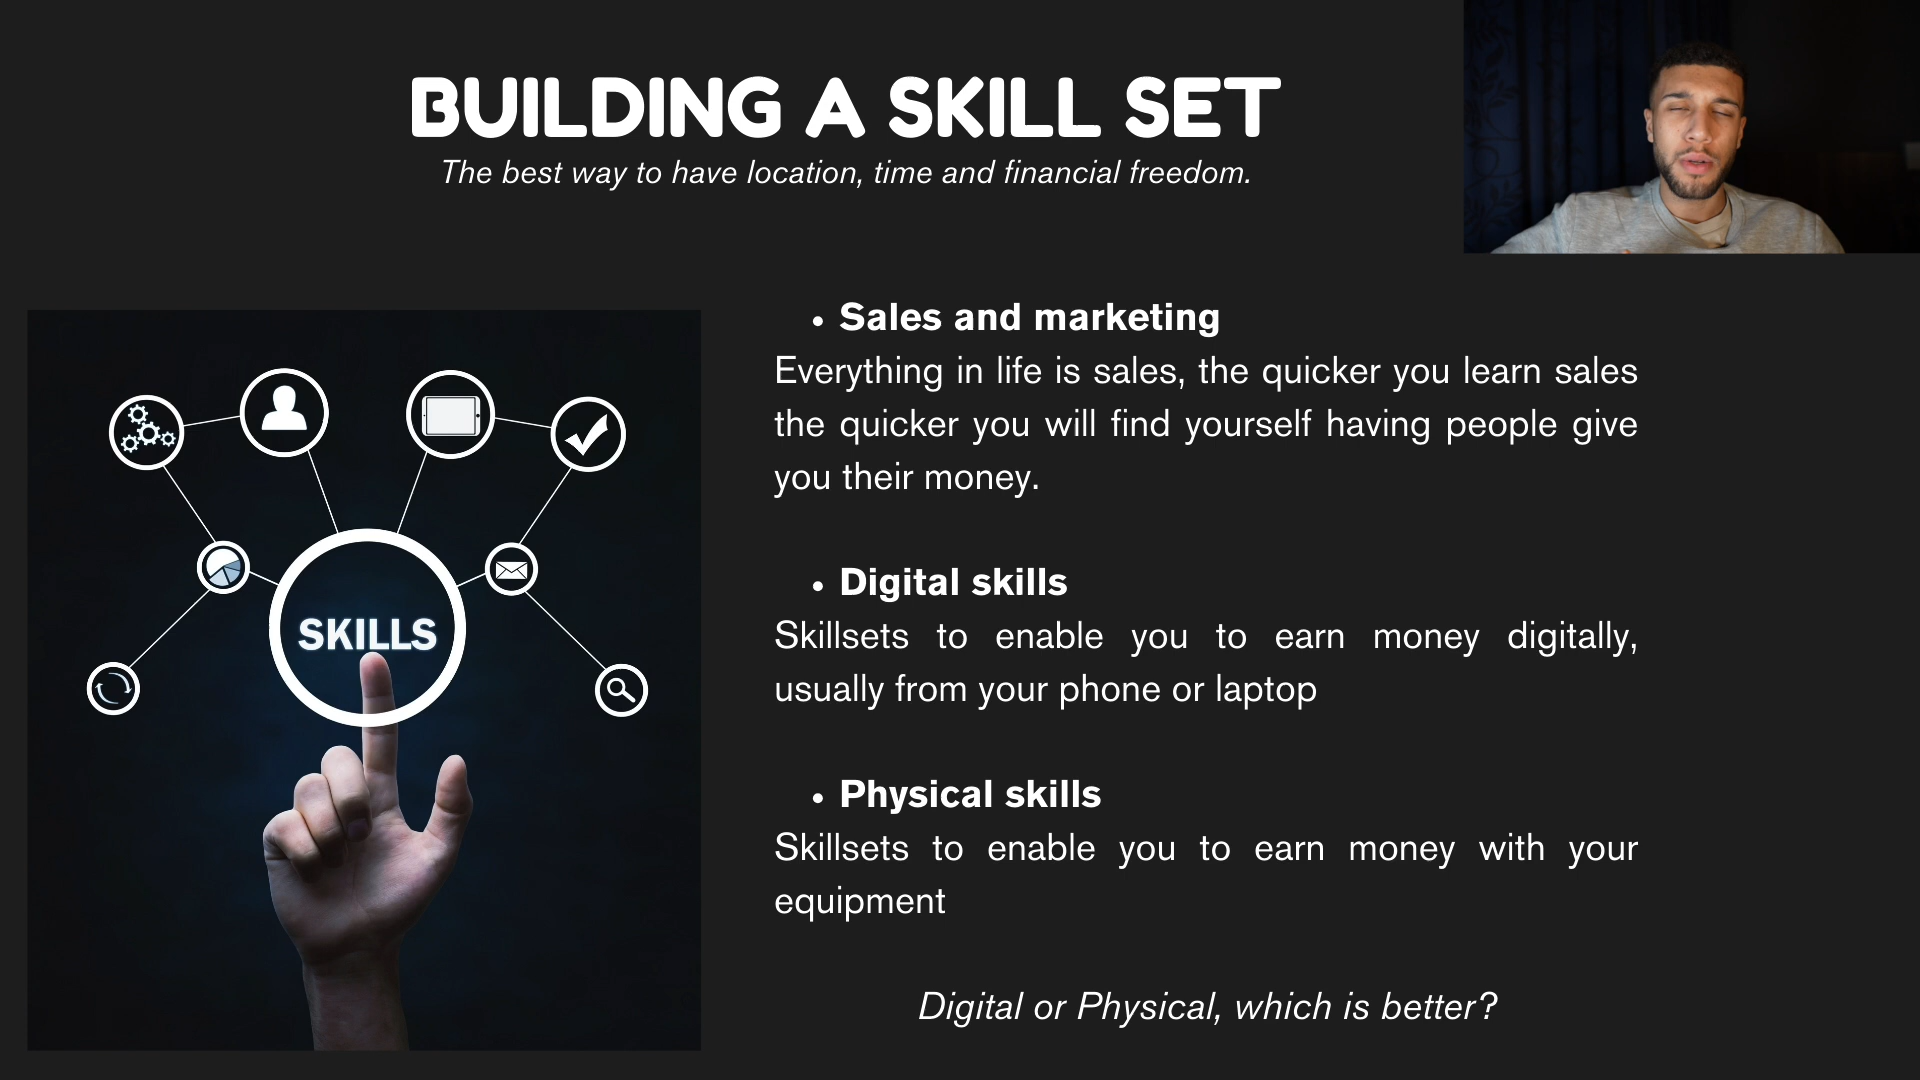 BUILDING A SKILL SET
The best way to have location, time and financial freedom.
SKILLS
• Sales and marketing
Everything in life is sales, the quicker you learn sales
the quicker you will find yourself having people give
you their money.
• Digital skills
Skillsets to enable you to earn money digitally,
usually from your phone or laptop
• Physical skills
Skillsets to enable you to earn money with your
equipment
Digital or Physical, which is better?